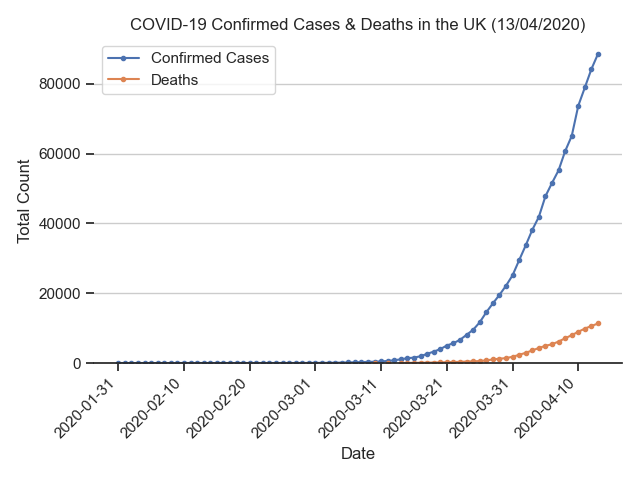 COVID-19 Confirmed Cases & Deaths in the UK (13/04/2020)
Confirmed Cases
Deaths
80000
60000
40000
20000
0
Total Count
2020-01-31
2020-02-10
2020-02-20
2020-03-01
2020-03-11
2020-03-21
2020-03-31
2020-04-10
Date